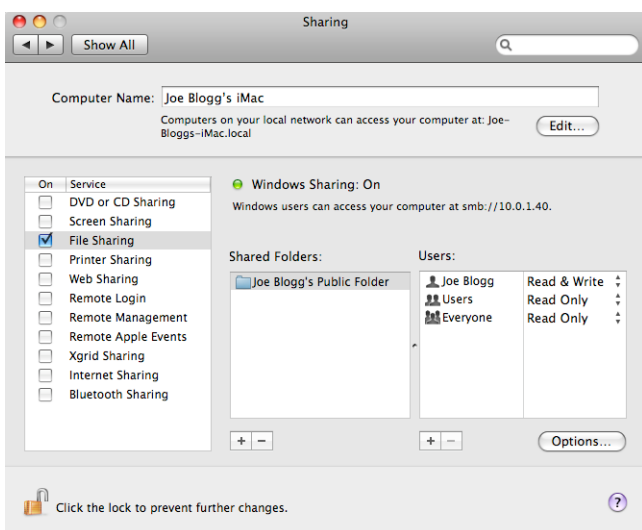 Sharing
Show All
Computer Name: Joe Blogg's iMac
Computers on your local network can access your computer at: Joe-
Bloggs-iMac.local
Edit...
On Service
DVD or CD Sharing
Screen Sharing
File Sharing
Printer Sharing
Web Sharing
Remote Login
Remote Management
Remote Apple Events
Xgrid Sharing
Internet Sharing
Bluetooth Sharing
Windows Sharing: On
Windows users can access your computer at smb://10.0.1.40.
Shared Folders:
Joe Blogg's Public Folder
Users:
Joe Blogg Read & Write
Users Read Only
Everyone Read Only
+ −
+ −
Options...
Click the lock to prevent further changes.
?